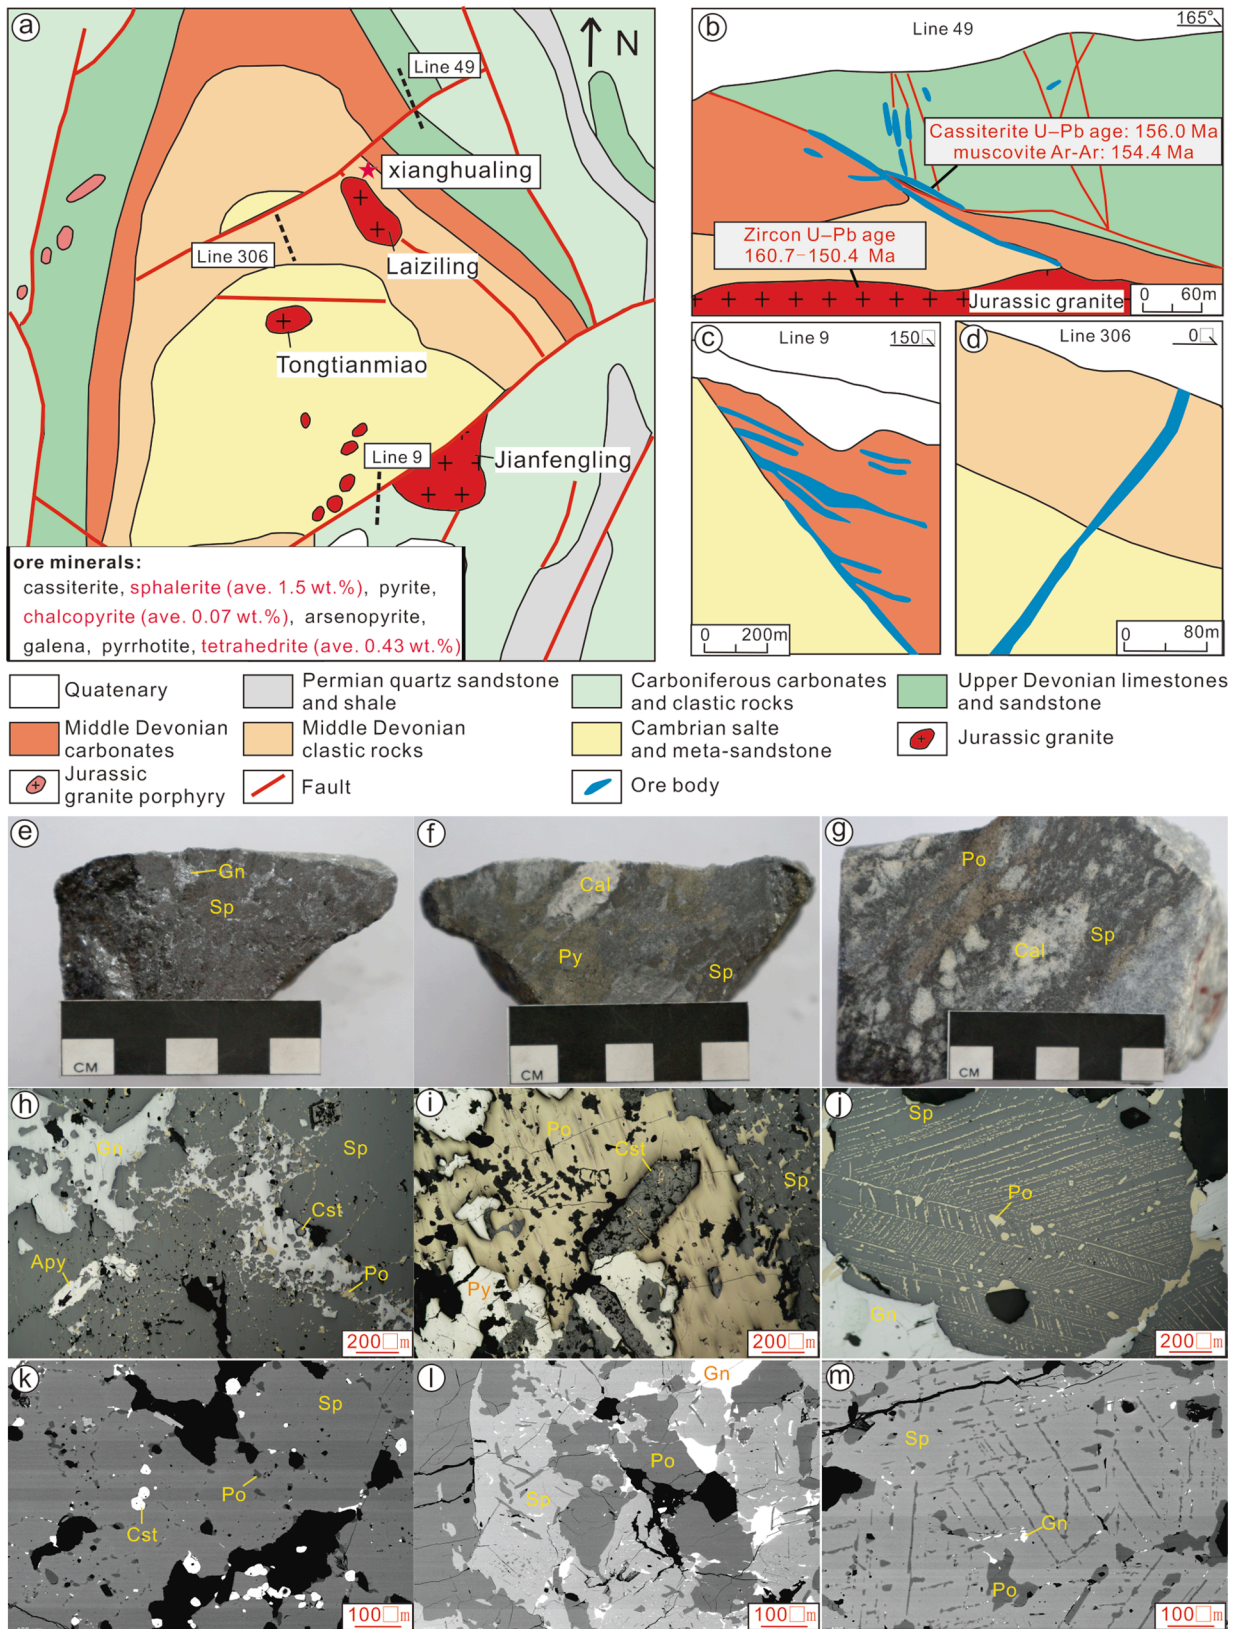 a
N
Line 49
xianghualing
Line 306
Laiziling
Tongtianmiao
Line 9
Jianfengling
ore minerals:
cassiterite, sphalerite (ave. 1.5 wt.%), pyrite,
chalcopyrite (ave. 0.07 wt.%), arsenopyrite,
galena, pyrrhotite, tetrahedrite (ave. 0.43 wt.%)
b
Line 49
165°
Cassiterite U–Pb age: 156.0 Ma
muscovite Ar-Ar: 154.4 Ma
Zircon U–Pb age
160.7–150.4 Ma
Jurassic granite
0 60m
c
Line 9
150□
0 200m
d
Line 306
0□
0 80m
Quatenary
Permian quartz sandstone
and shale
Carboniferous carbonates
and clastic rocks
Upper Devonian limestones
and sandstone
Middle Devonian
carbonates
Middle Devonian
clastic rocks
Cambrian salte
and meta-sandstone
Jurassic granite
Jurassic
granite porphyry
Fault
Ore body
e
Gn
Sp
CM
f
Cal
Py
Sp
CM
g
Po
Sp
Cal
CM
h
Gn
Sp
Cst
Apy
Po
200□m
i
Po
Cst
Sp
Py
200□m
j
Sp
Po
Gn
200□m
k
Sp
Po
Cst
100□m
l
Gn
Po
Sp
100□m
m
Sp
Gn
Po
100□m